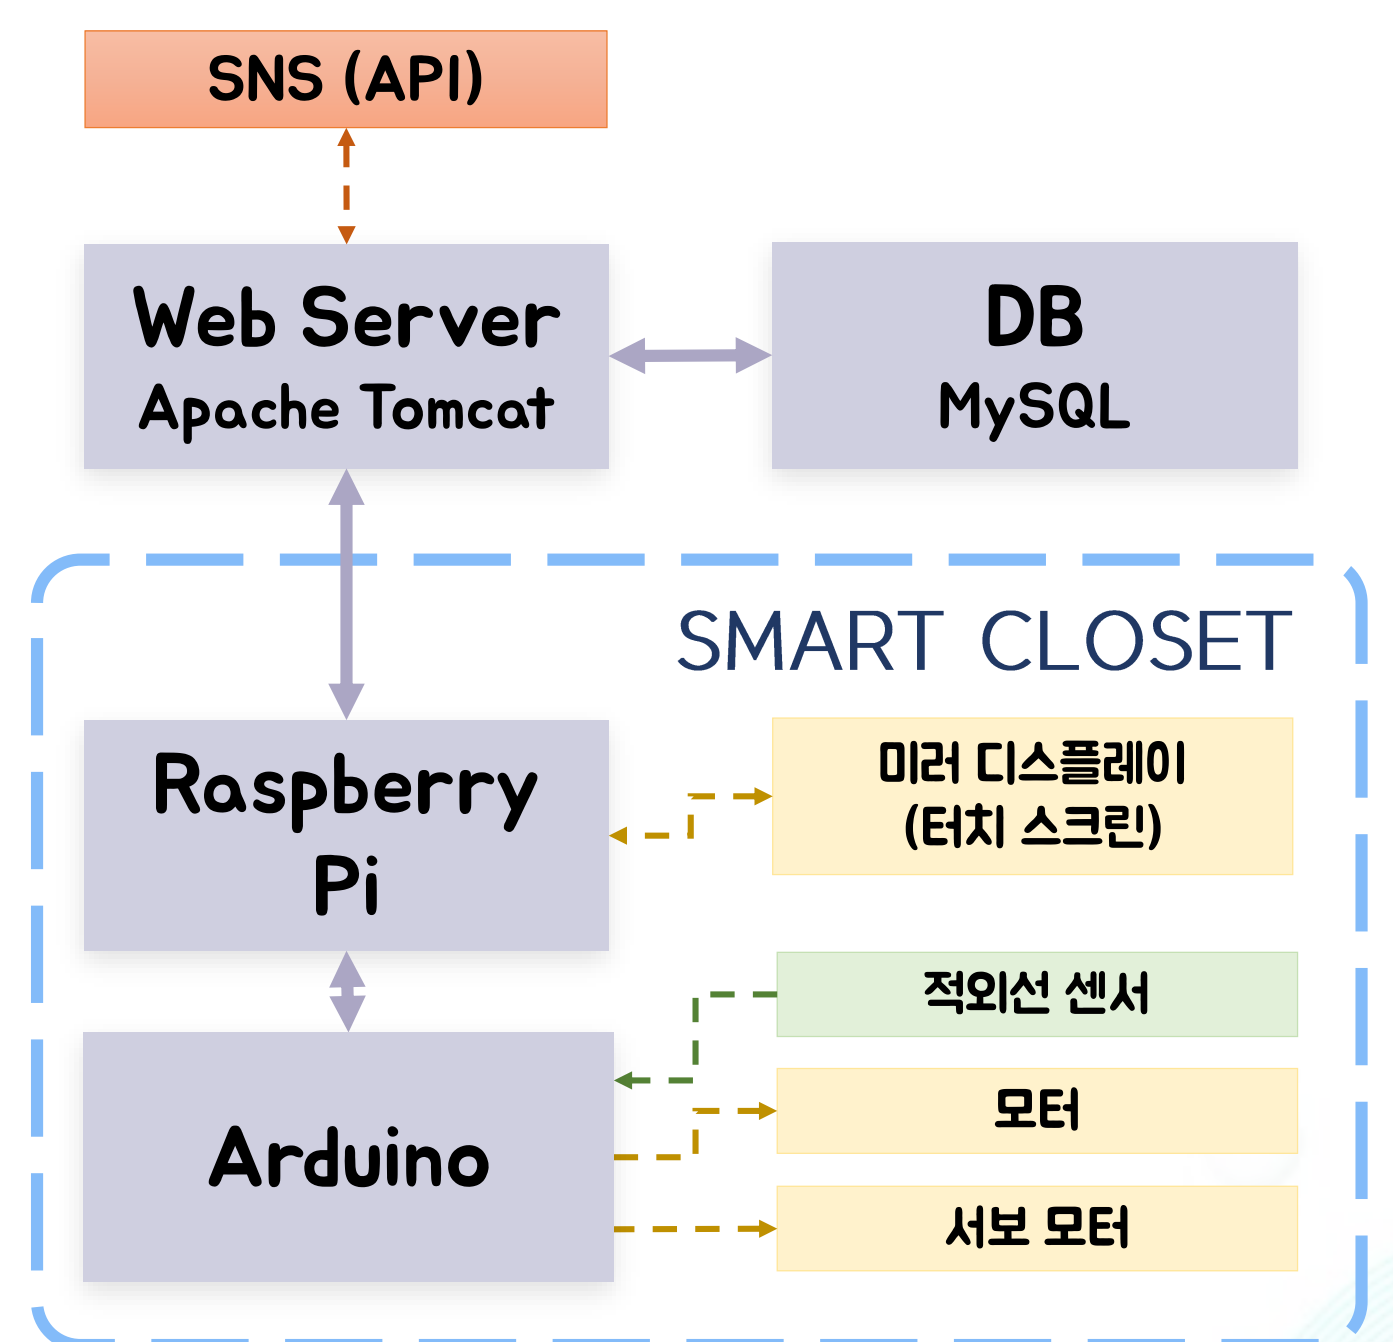 SNS (API)
Web Server
Apache Tomcat
DB
MySQL
SMART CLOSET
Raspberry
Pi
미러 디스플레이
(터치 스크린)
적외선 센서
Arduino
모터
서보 모터